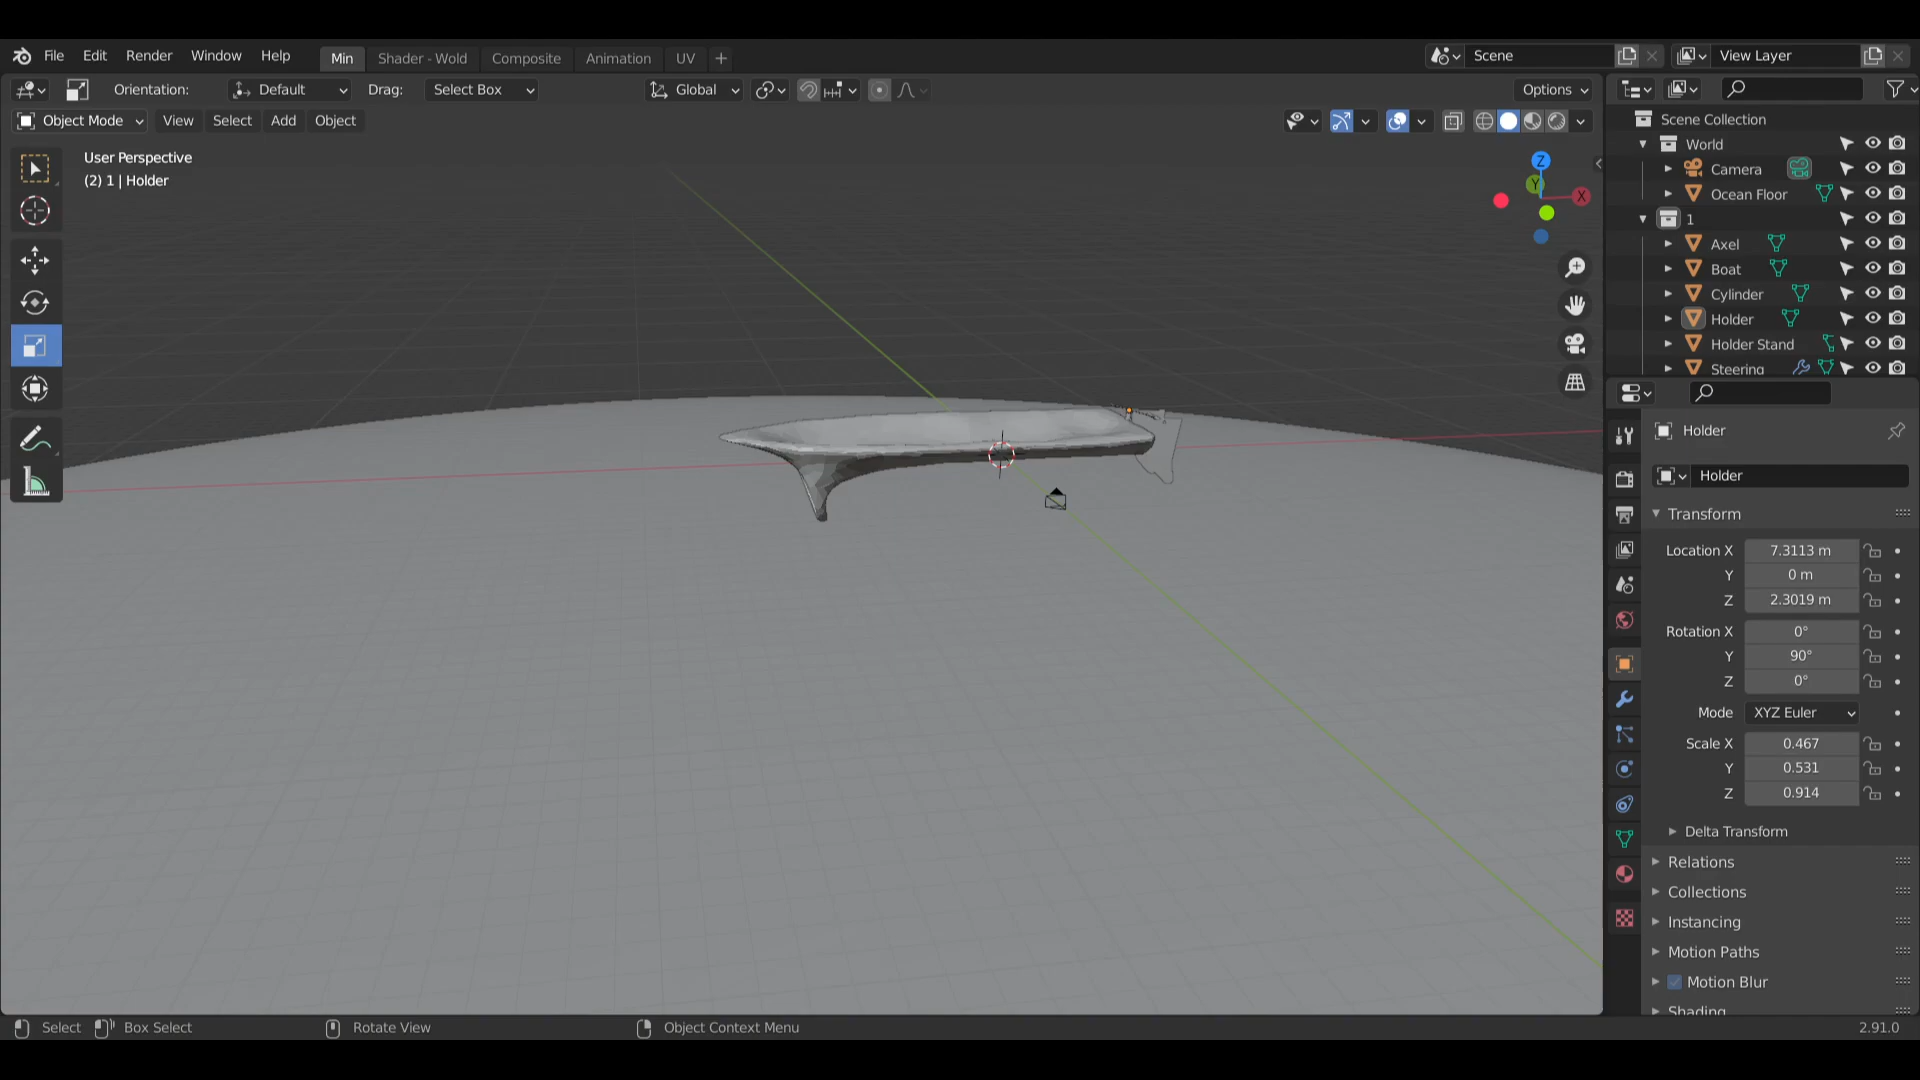 File Edit Render Window Help Min Shader - Wold Composite Animation UV + Scene View Layer
Orientation: Default Drag: Select Box Global Options
Object Mode View Select Add Object
User Perspective
(2) 1 | Holder
Z
Y
X
Scene Collection
World
Camera
Ocean Floor
1
Axel
Boat
Cylinder
Holder
Holder Stand
Steering
Holder
Holder
Transform
Location X 7.3113 m
Y 0 m
Z 2.3019 m
Rotation X 0°
Y 90°
Z 0°
Mode XYZ Euler
Scale X 0.467
Y 0.531
Z 0.914
Delta Transform
Relations
Collections
Instancing
Motion Paths
Motion Blur
Shading
Select Box Select Rotate View Object Context Menu 2.91.0